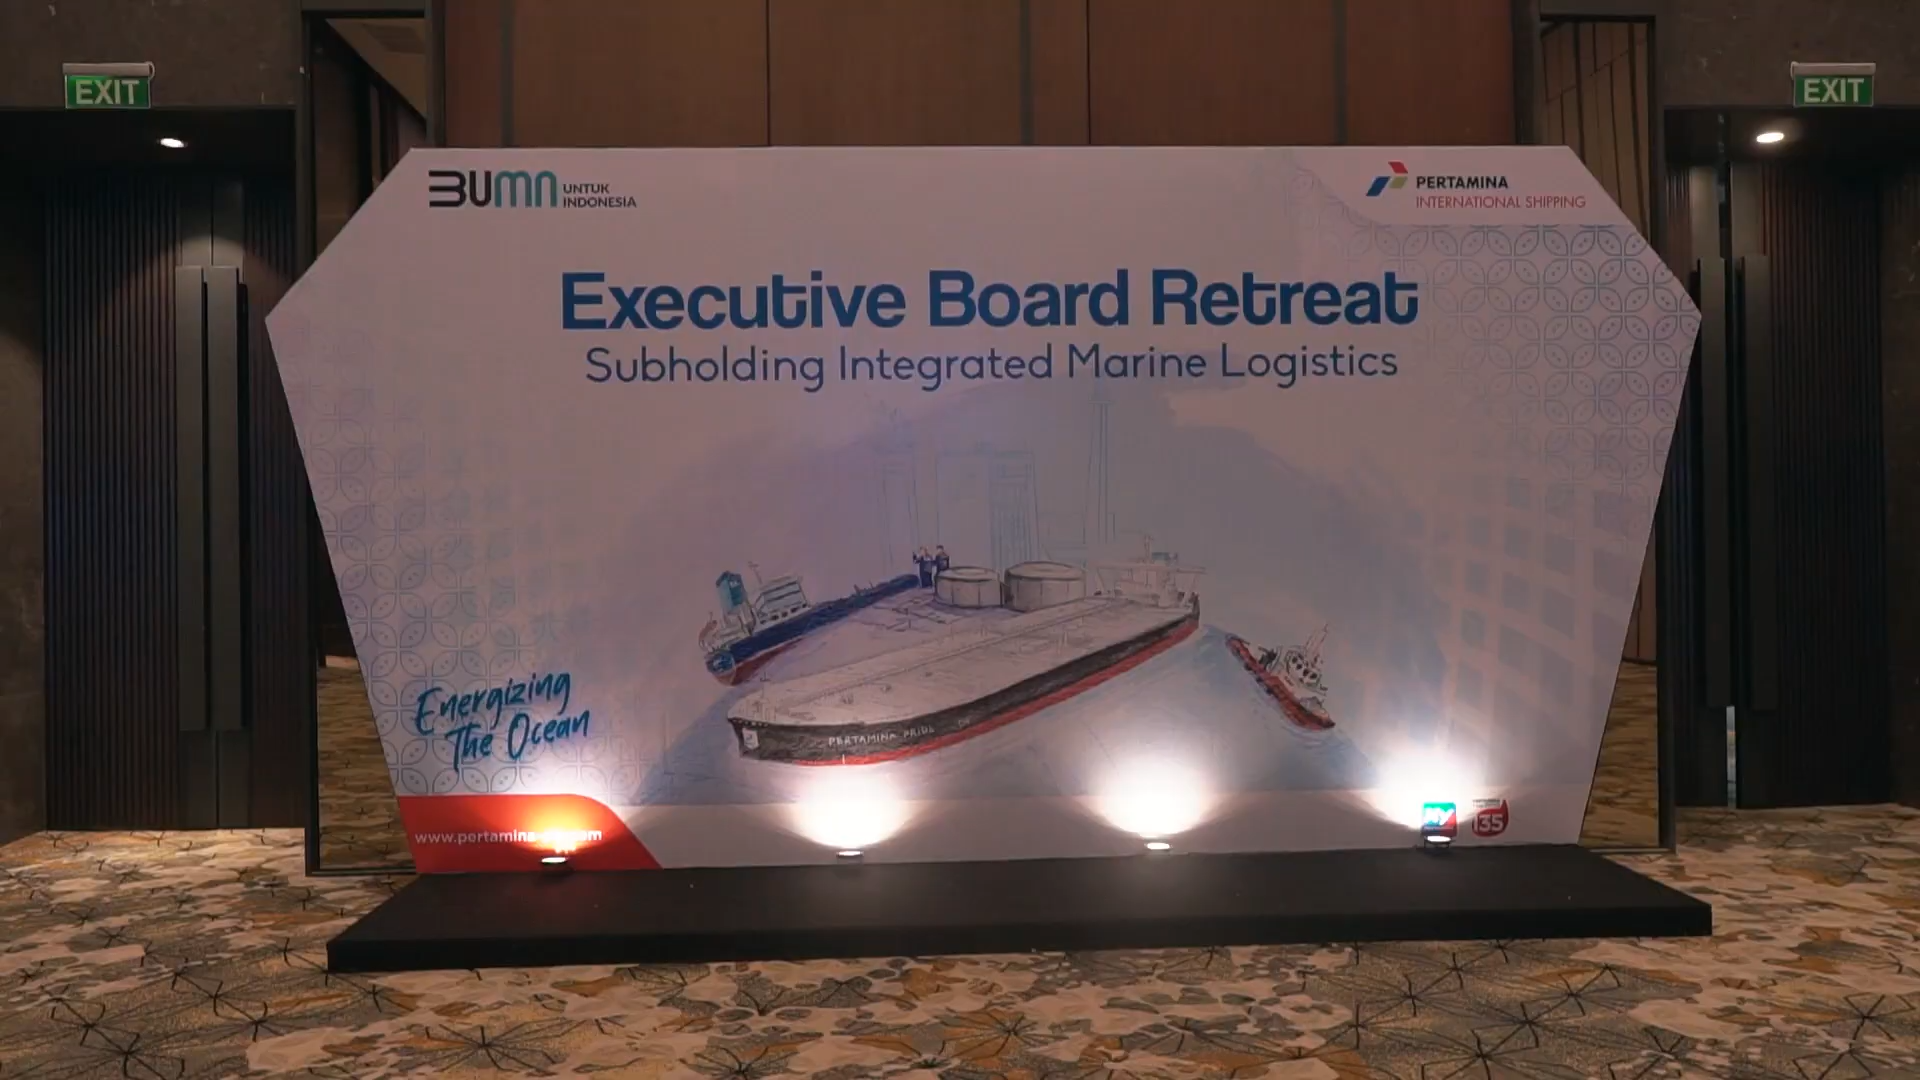 EXIT
EXIT
BUMN UNTUK
INDONESIA
PERTAMINA
INTERNATIONAL SHIPPING
Executive Board Retreat
Subholding Integrated Marine Logistics
PERTAMINA PRIDE
Energizing
The Ocean
135